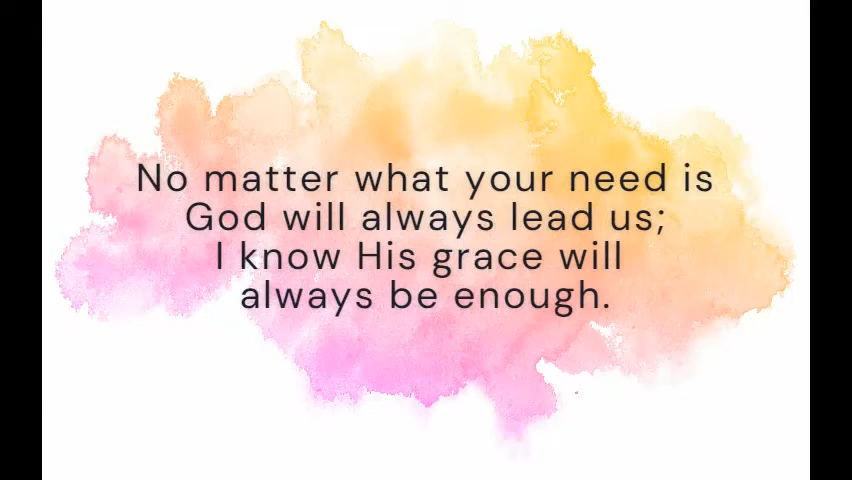 No matter what your need is
God will always lead us;
I know His grace will
always be enough.